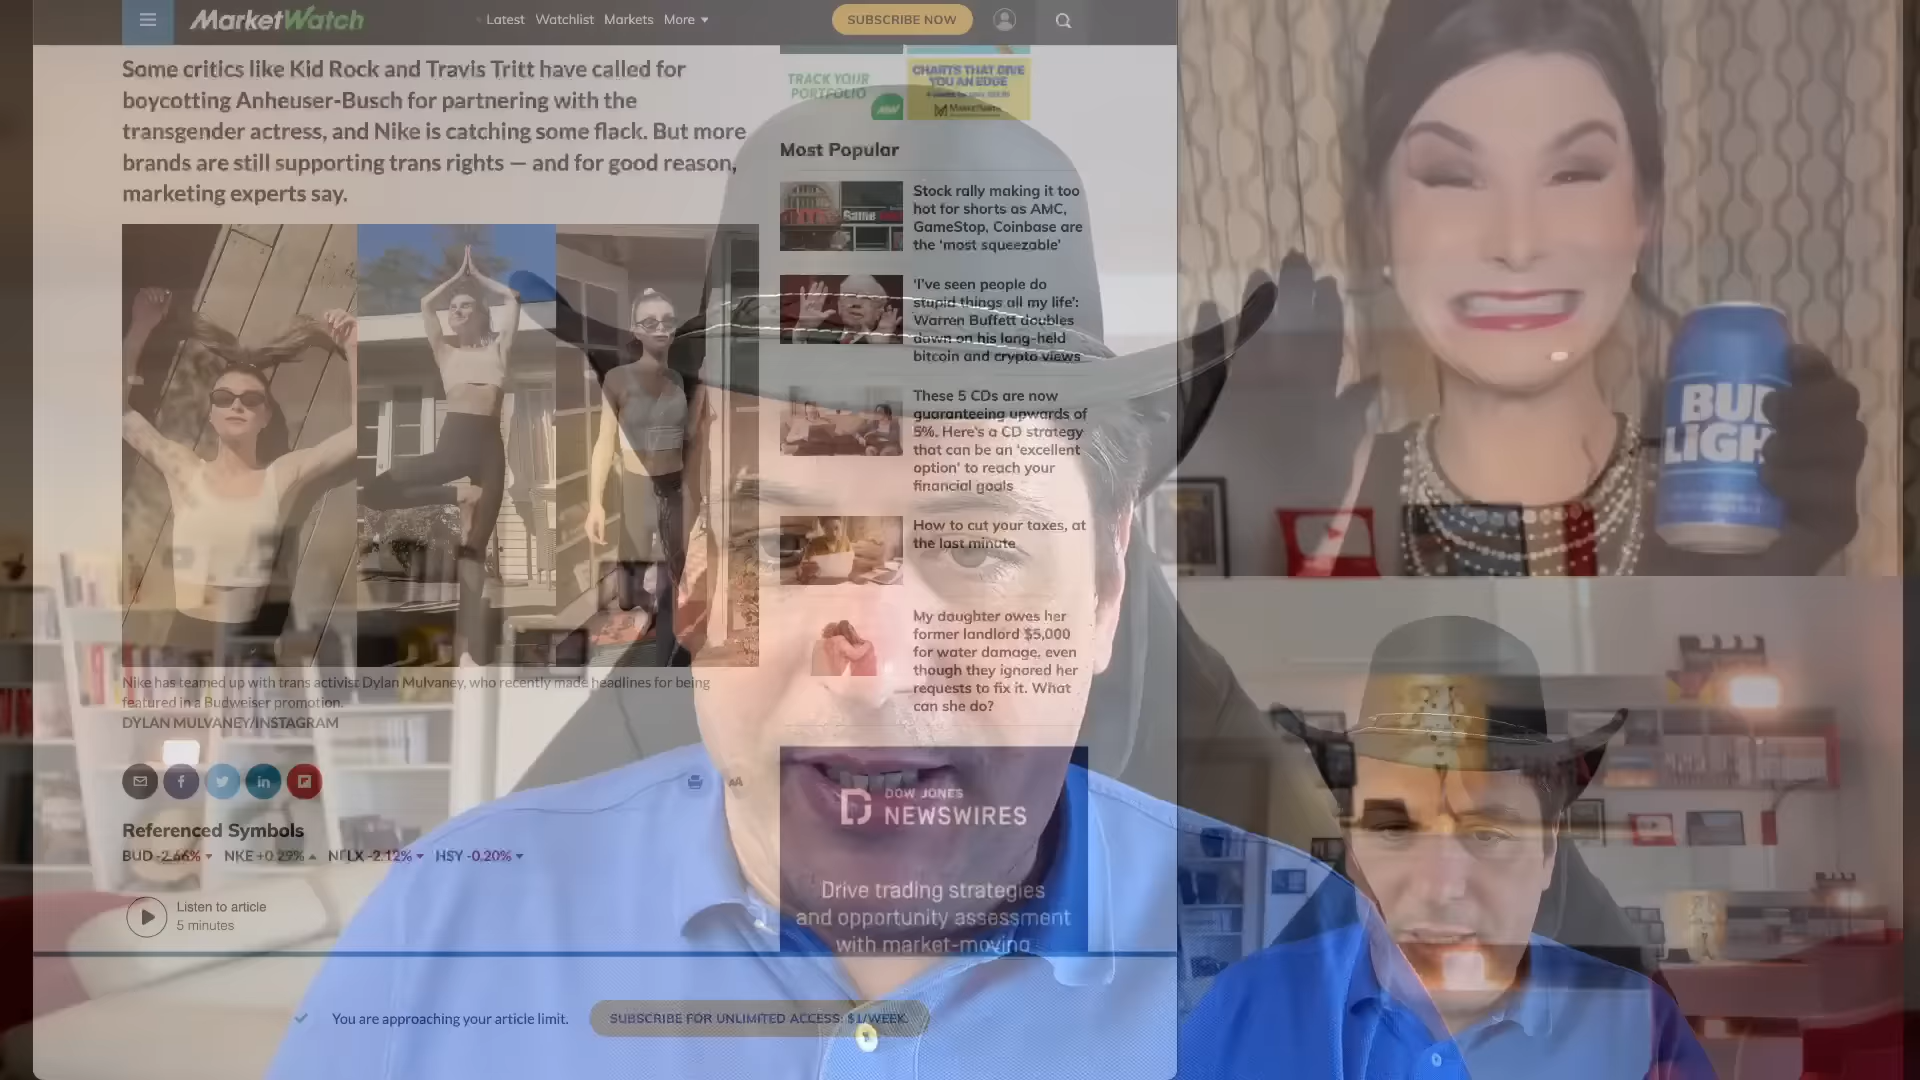 MarketWatch
Latest Watchlist Markets More
SUBSCRIBE NOW
Some critics like Kid Rock and Travis Tritt have called for
boycotting Anheuser-Busch for partnering with the
transgender actress, and Nike is catching some flack. But more
brands are still supporting trans rights — and for good reason,
marketing experts say.
Nike has teamed up with trans activist Dylan Mulvaney, who recently made headlines for being
featured in a Budweiser promotion.
DYLAN MULVANEY/INSTAGRAM
AA
Referenced Symbols
BUD -2.66% NKE +0.29% NFLX -2.12% HSY -0.20%
Listen to article
5 minutes
TRACK YOUR
PORTFOLIO
CHARTS THAT GIVE
YOU AN EDGE
Most Popular
Stock rally making it too
hot for shorts as AMC,
GameStop, Coinbase are
the ‘most squeezable’
‘I’ve seen people do
stupid things all my life’:
Warren Buffett doubles
down on his long-held
bitcoin and crypto views
These 5 CDs are now
guaranteeing upwards of
5%. Here’s a CD strategy
that can be an ‘excellent
option’ to reach your
financial goals
How to cut your taxes, at
the last minute
My daughter owes her
former landlord $5,000
for water damage, even
though they ignored her
requests to fix it. What
can she do?
DOW JONES
NEWSWIRES
Drive trading strategies
and opportunity assessment
with market-moving
You are approaching your article limit.
SUBSCRIBE FOR UNLIMITED ACCESS: $1/WEEK.
BUD
LIGH